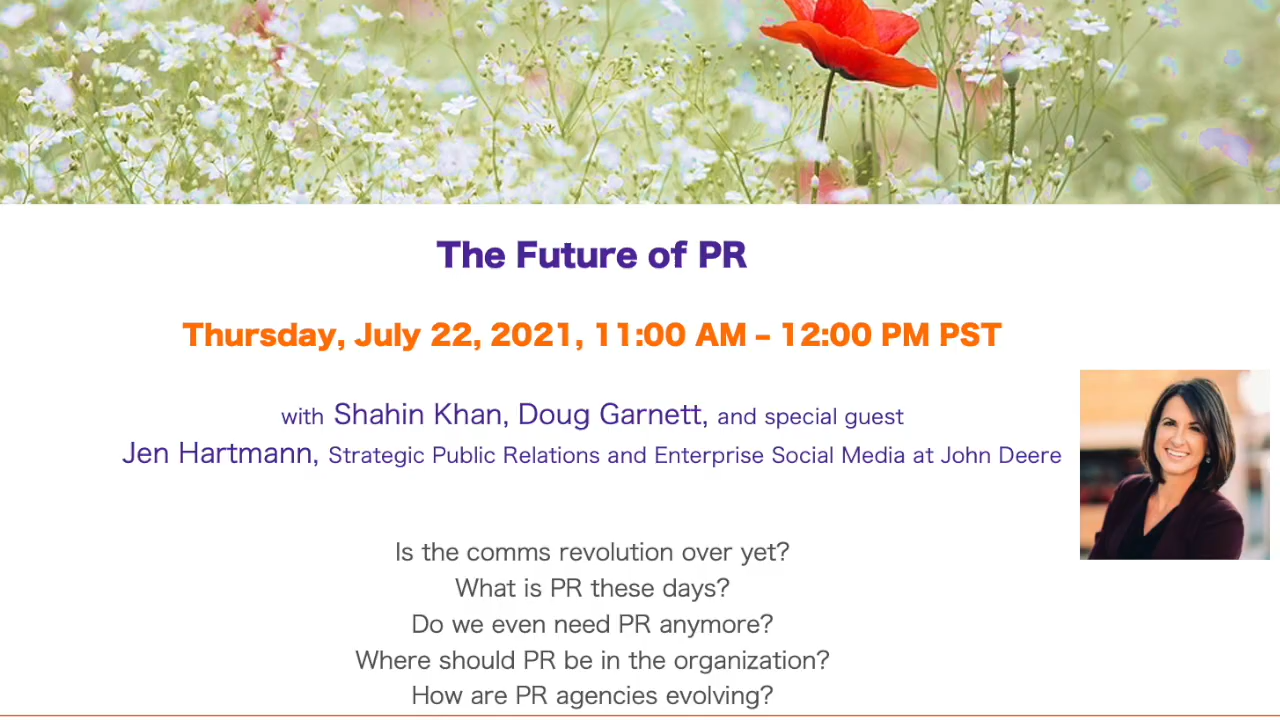 The Future of PR
Thursday, July 22, 2021, 11:00 AM – 12:00 PM PST
with Shahin Khan, Doug Garnett, and special guest
Jen Hartmann, Strategic Public Relations and Enterprise Social Media at John Deere
Is the comms revolution over yet?
What is PR these days?
Do we even need PR anymore?
Where should PR be in the organization?
How are PR agencies evolving?